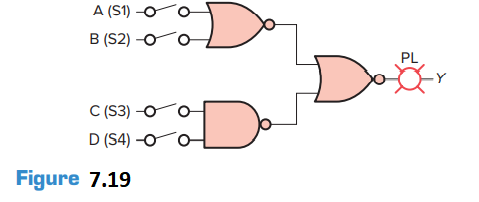 A (S1)
B (S2)
PL
Y
C (S3)
D (S4)
Figure 7.19